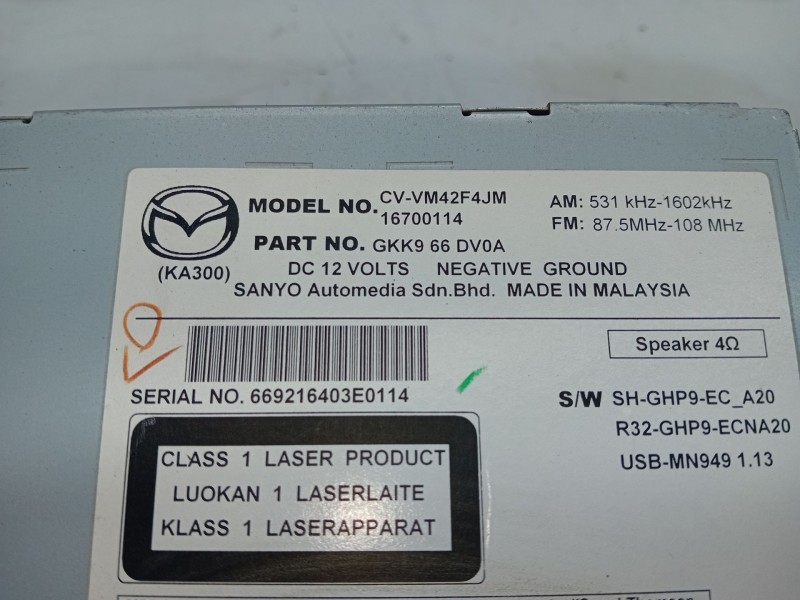 MODEL NO. CV-VM42F4JM
16700114
AM: 531 kHz-1602kHz
FM: 87.5MHz-108 MHz
PART NO. GKK9 66 DV0A
(KA300)
DC 12 VOLTS NEGATIVE GROUND
SANYO Automedia Sdn.Bhd. MADE IN MALAYSIA
Speaker 4Ω
SERIAL NO. 669216403E0114
S/W SH-GHP9-EC_A20
R32-GHP9-ECNA20
USB-MN949 1.13
CLASS 1 LASER PRODUCT
LUOKAN 1 LASERLAITE
KLASS 1 LASERAPPARAT